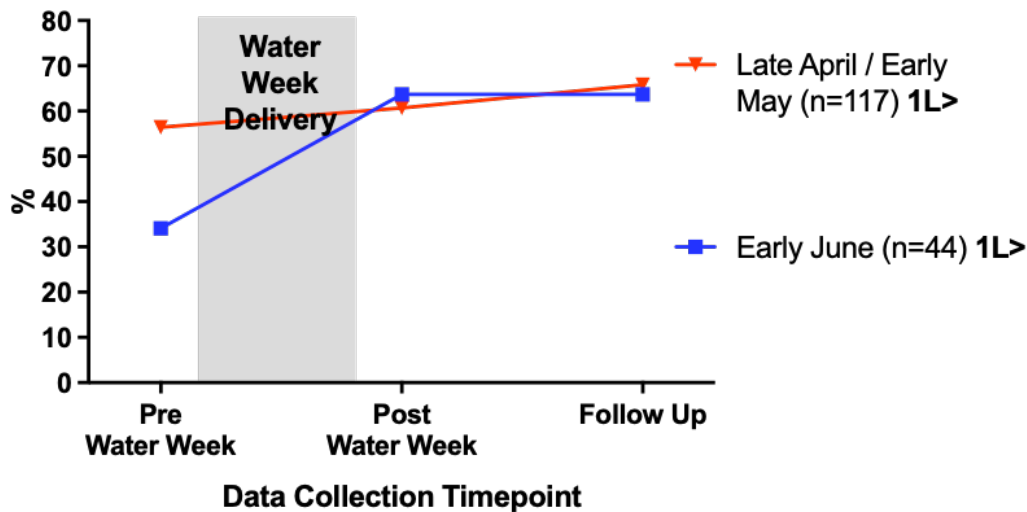 80
70
60
50
40
30
20
10
0
%
Water
Week
Delivery
Pre
Water Week
Post
Water Week
Follow Up
Data Collection Timepoint
Late April / Early
May (n=117) 1L>
Early June (n=44) 1L>